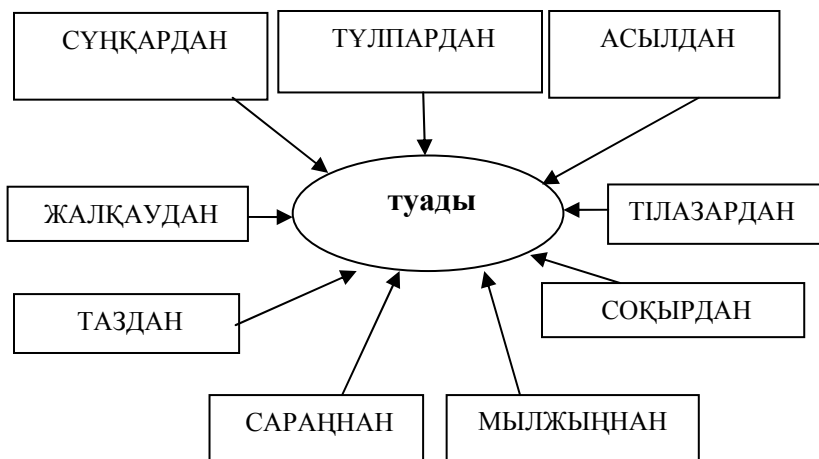 СҰҢҚАРДАН
ТҰЛПАРДАН
АСЫЛДАН
туады
ЖАЛҚАУДАН
ТІЛАЗАРДАН
ТАЗДАН
СОҚЫРДАН
САРАҢНАН
МЫЛЖЫҢНАН